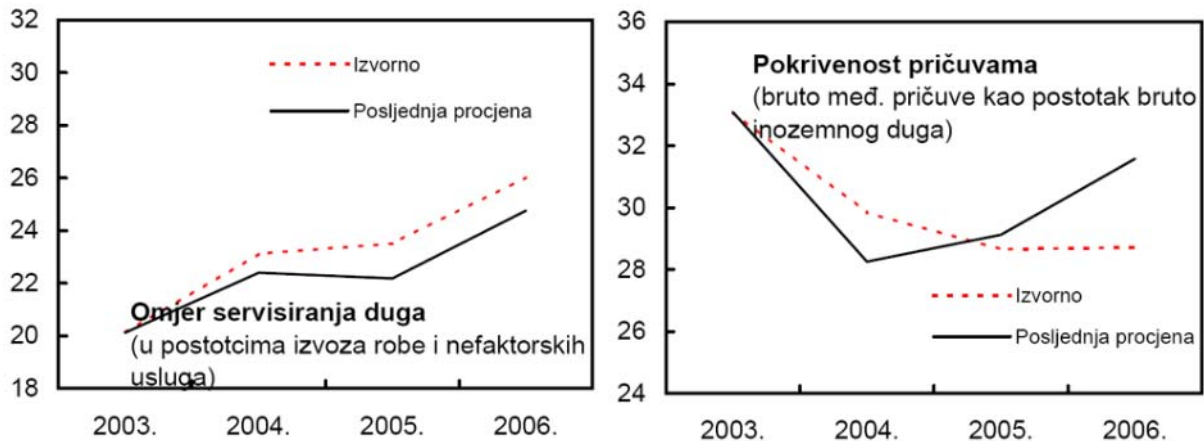 32
30
28
26
24
22
20
18
Izvorno
Posljednja procjena
Omjer servisiranja duga
(u postotcima izvoza robe i nefaktorskih
usluga)
2003. 2004. 2005. 2006.
36
34
32
30
28
26
24
Pokrivenost pričuvama
(bruto međ. pričuve kao postotak bruto
inozemnog duga)
Izvorno
Posljednja procjena
2003. 2004. 2005. 2006.